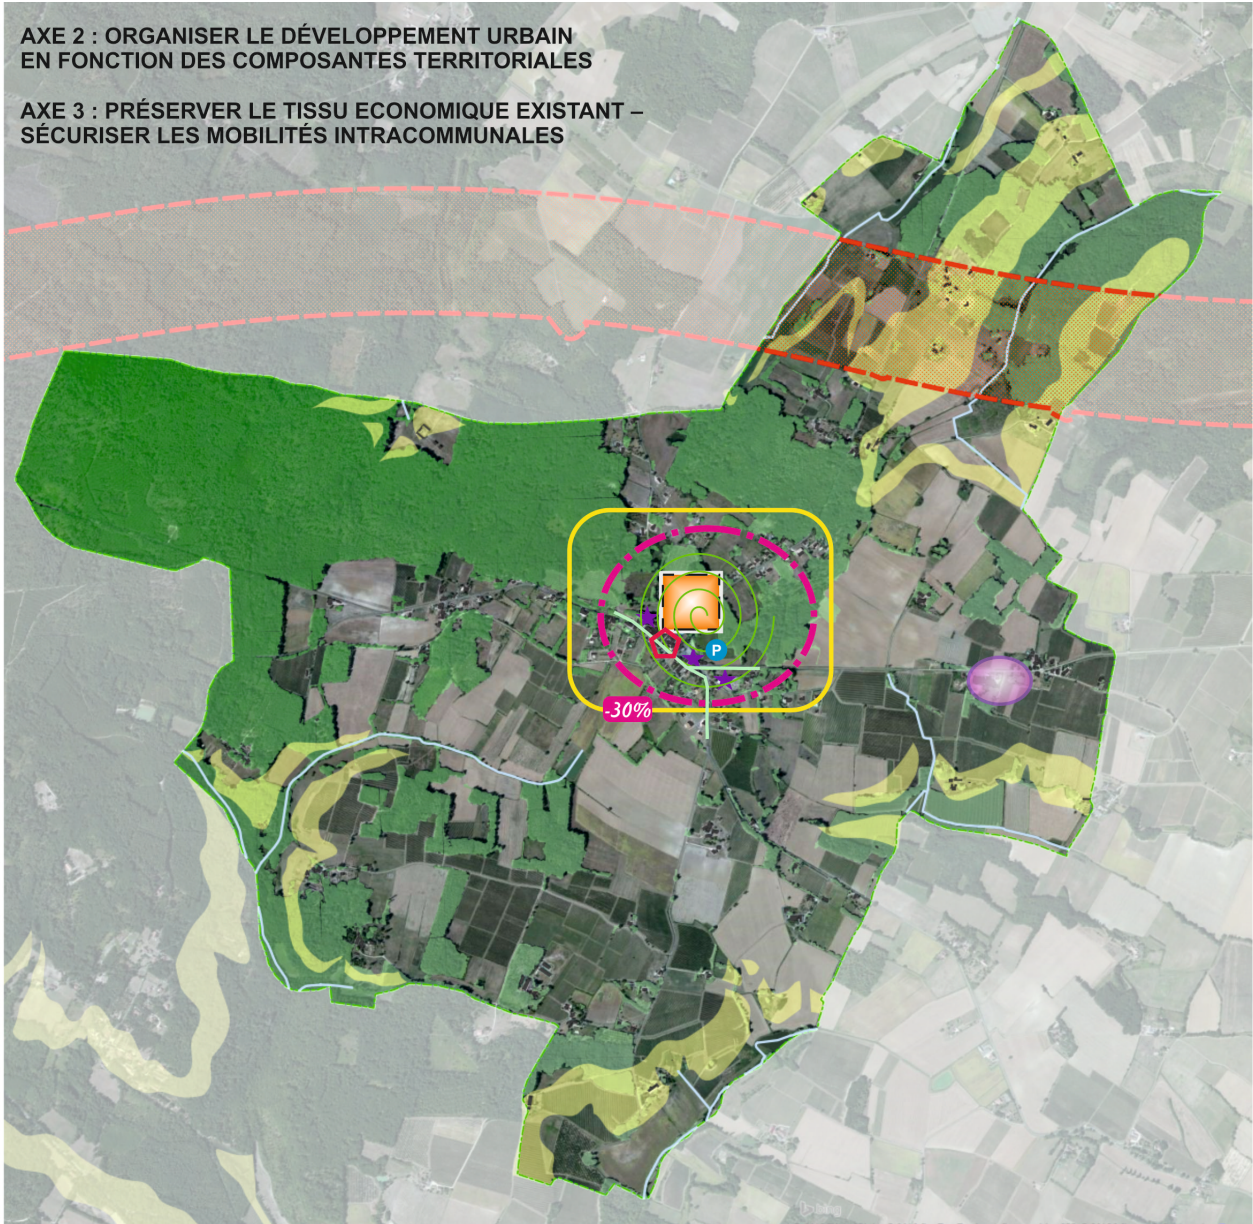 AXE 2 : ORGANISER LE DÉVELOPPEMENT URBAIN
EN FONCTION DES COMPOSANTES TERRITORIALES
AXE 3 : PRÉSERVER LE TISSU ECONOMIQUE EXISTANT –
SÉCURISER LES MOBILITÉS INTRACOMMUNALES
P
-30%